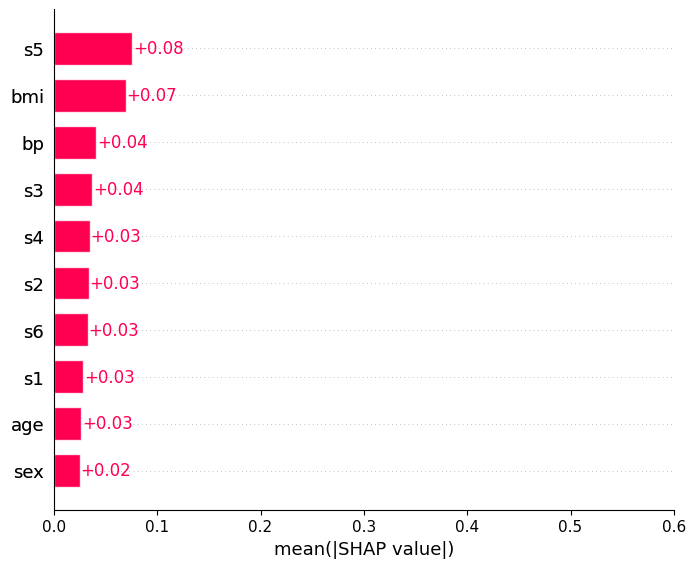 s5 +0.08
bmi +0.07
bp +0.04
s3 +0.04
s4 +0.03
s2 +0.03
s6 +0.03
s1 +0.03
age +0.03
sex +0.02
0.0 0.1 0.2 0.3 0.4 0.5 0.6
mean(|SHAP value|)